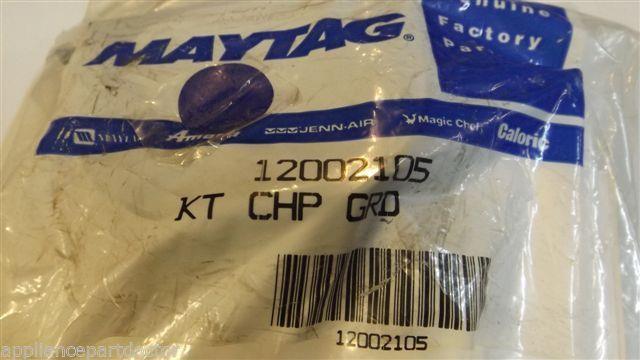 MAYTAG®
Genuine
Factory
Parts
Amana JENN-AIR Magic Chef Caloric
12002105
KT CHP GRD
12002105
© appliancepartdoctor